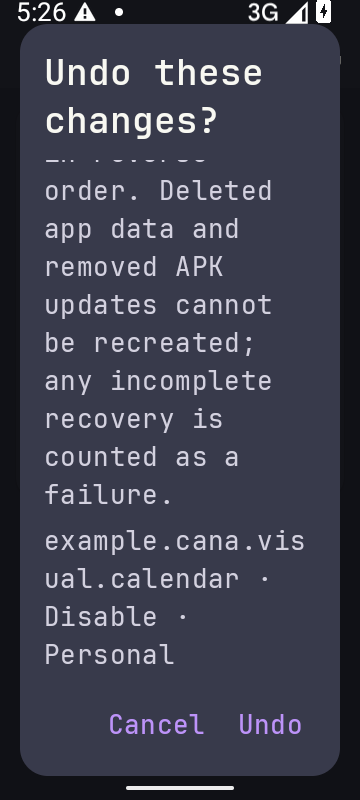 5:26
3G
Undo these
changes?
order. Deleted
app data and
removed APK
updates cannot
be recreated;
any incomplete
recovery is
counted as a
failure.
example.cana.vis
ual.calendar ·
Disable ·
Personal
Cancel Undo